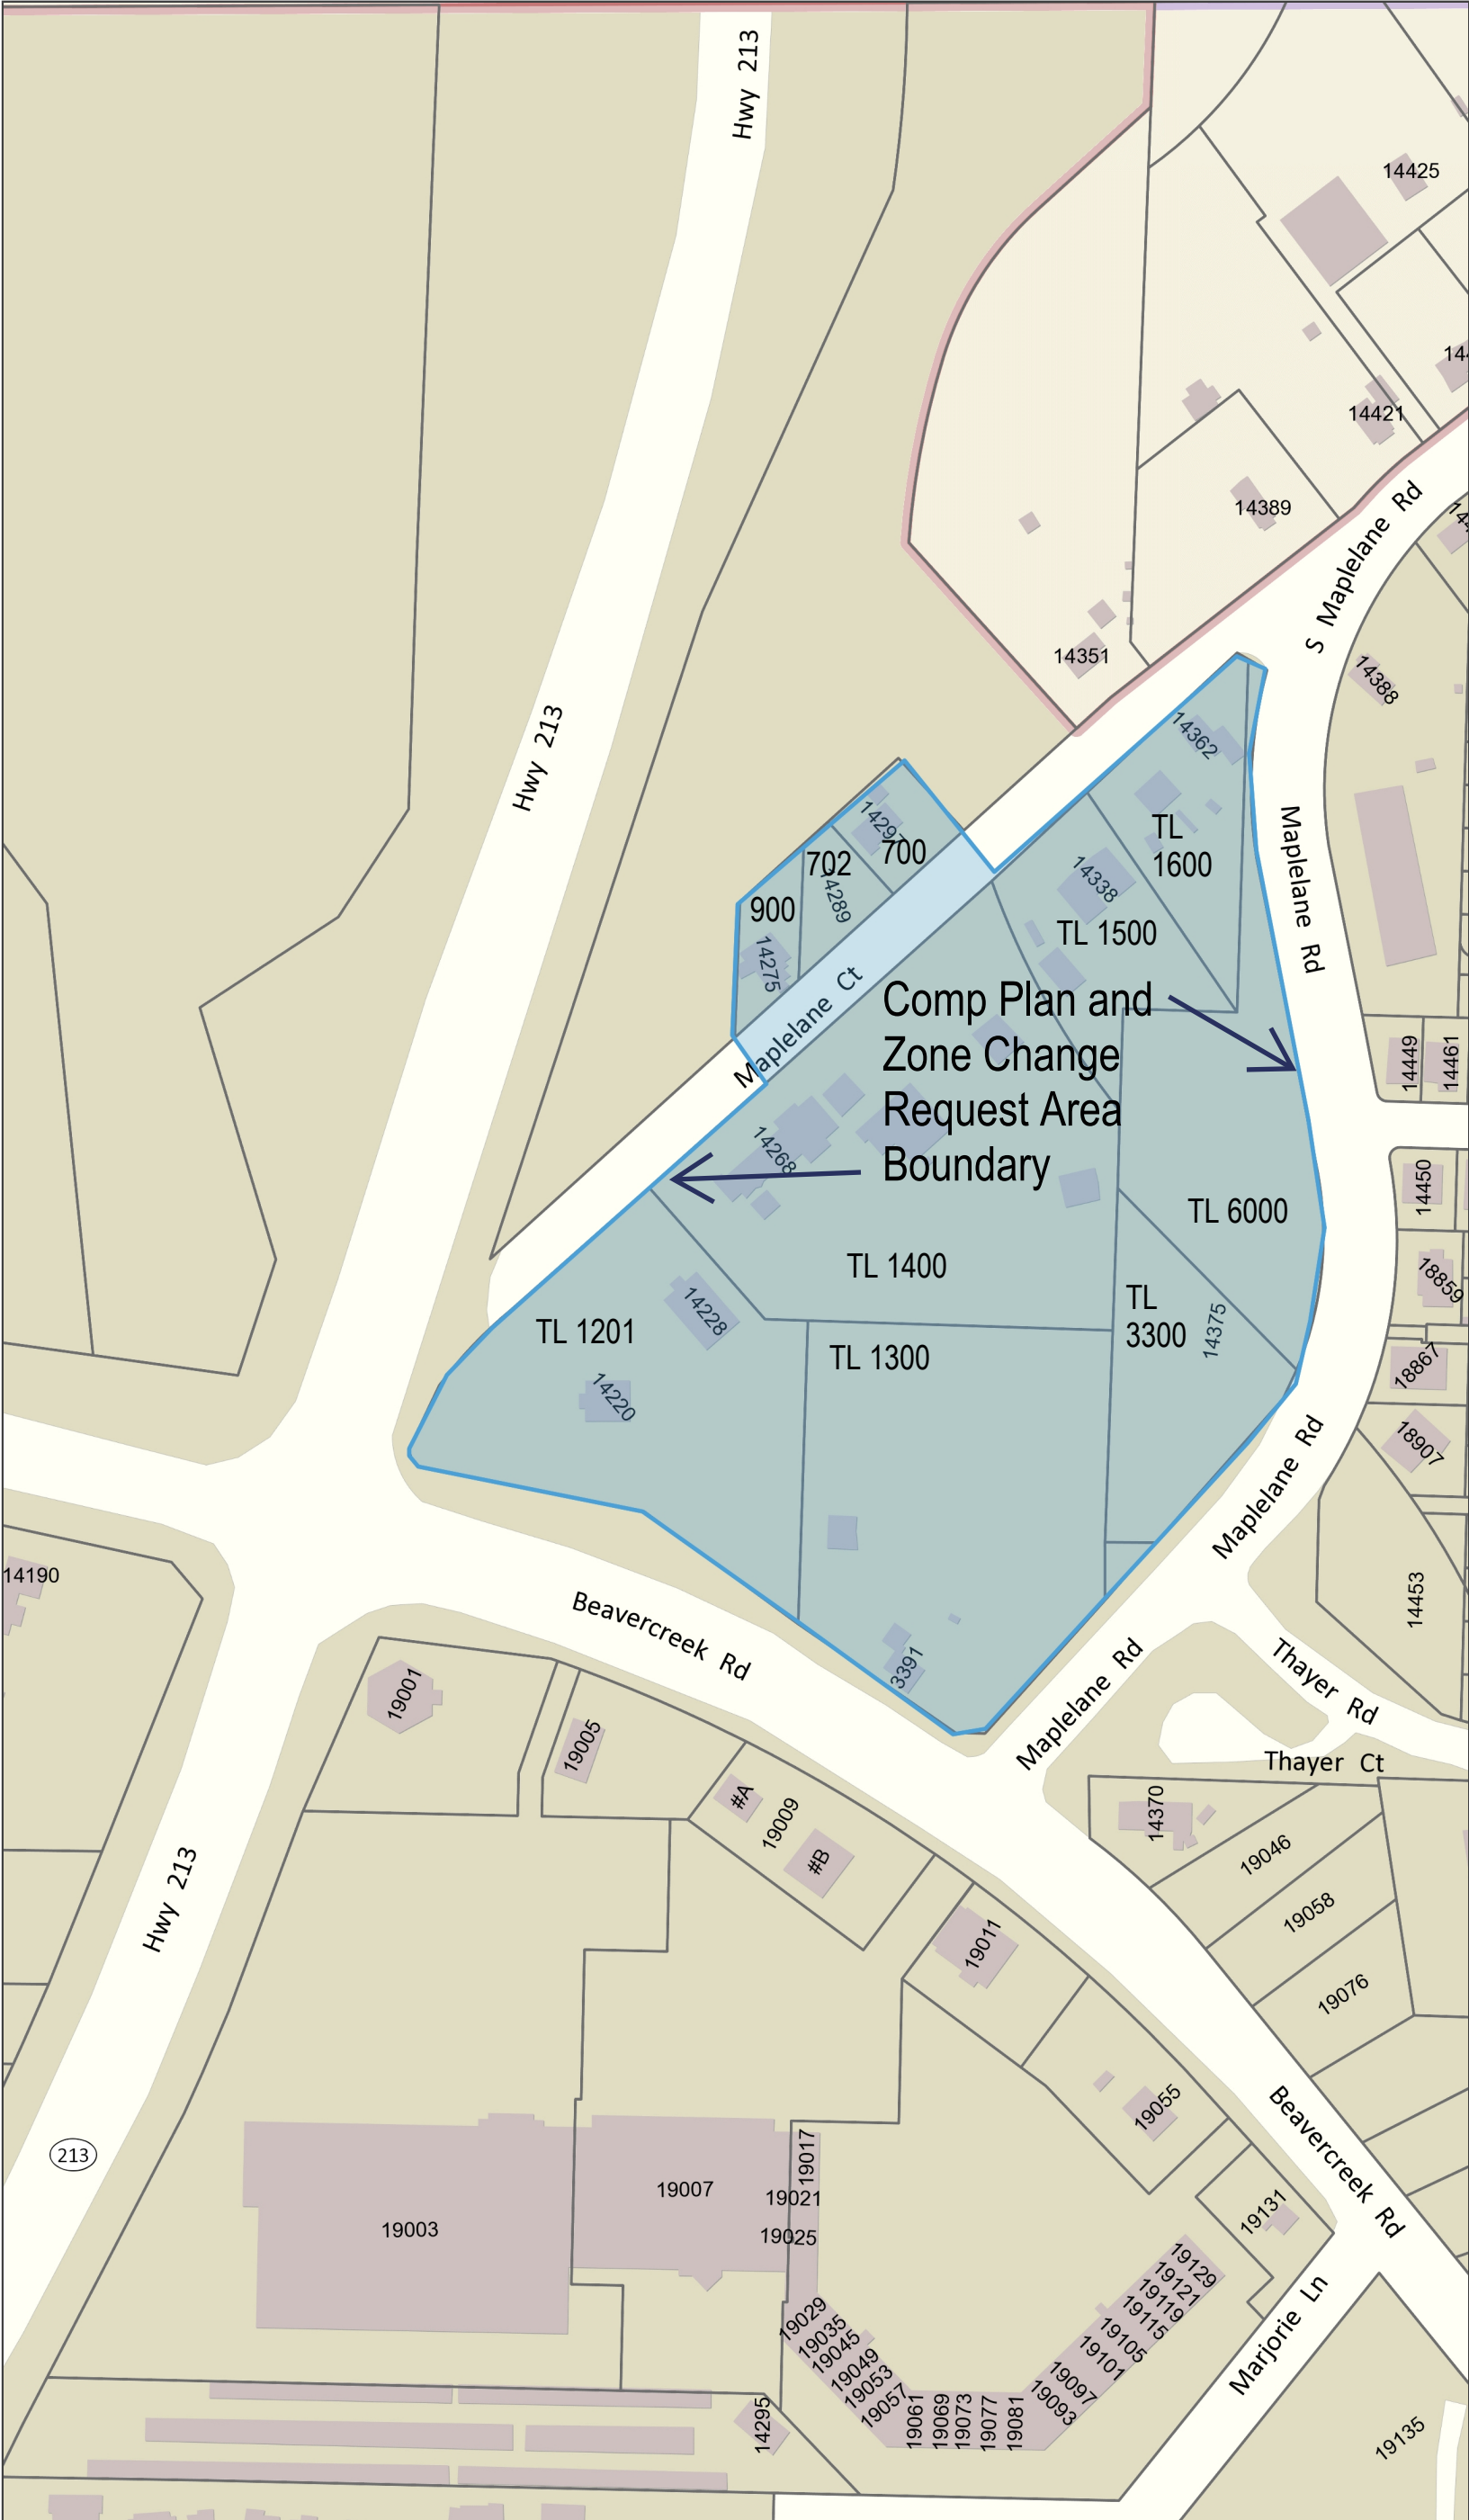 Hwy 213
14425
14421
14389
S Maplelane Rd
14351
14388
Hwy 213
14362
14297
700
702
14289
900
14275
TL
1600
14338
TL 1500
Maplelane Rd
Maplelane Ct
Comp Plan and
Zone Change
Request Area
Boundary
14449
14461
14268
14450
TL 6000
TL 1400
18859
14228
TL 1201
TL
3300
14375
TL 1300
18867
14220
18907
Maplelane Rd
14190
14453
Beavercreek Rd
3391
19001
Maplelane Rd
Thayer Rd
19005
Thayer Ct
#A
19009
#B
14370
19046
19058
Hwy 213
19011
19076
213
19055
Beavercreek Rd
19017
19007
19021
19003
19025
19131
19129
19121
19119
19115
19105
19101
19097
19093
19029
19035
19045
19049
19053
19057
19061
19069
19073
19077
19081
Marjorie Ln
14295
19135